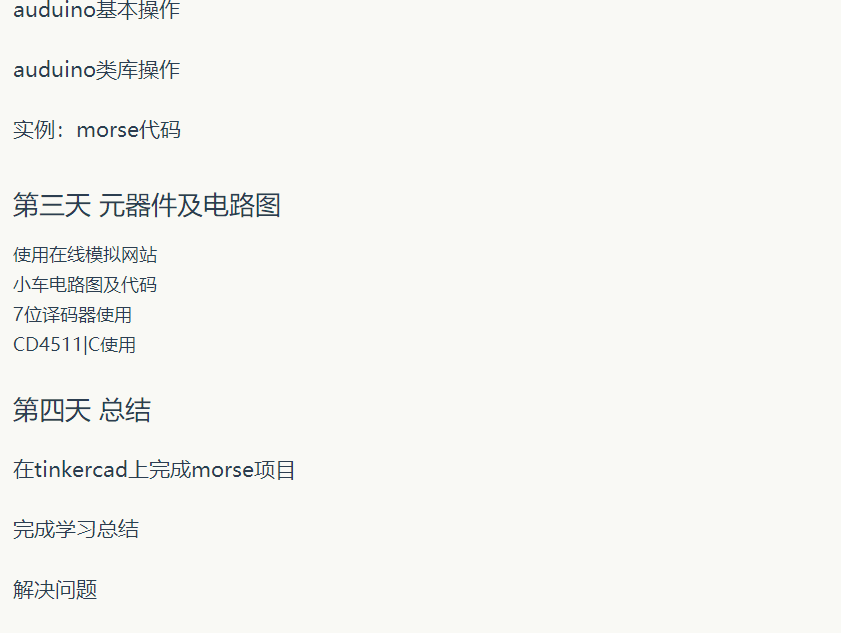 auduino基本操作
auduino类库操作
实例：morse代码
第三天 元器件及电路图
使用在线模拟网站
小车电路图及代码
7位译码器使用
CD4511|C使用
第四天 总结
在tinkercad上完成morse项目
完成学习总结
解决问题